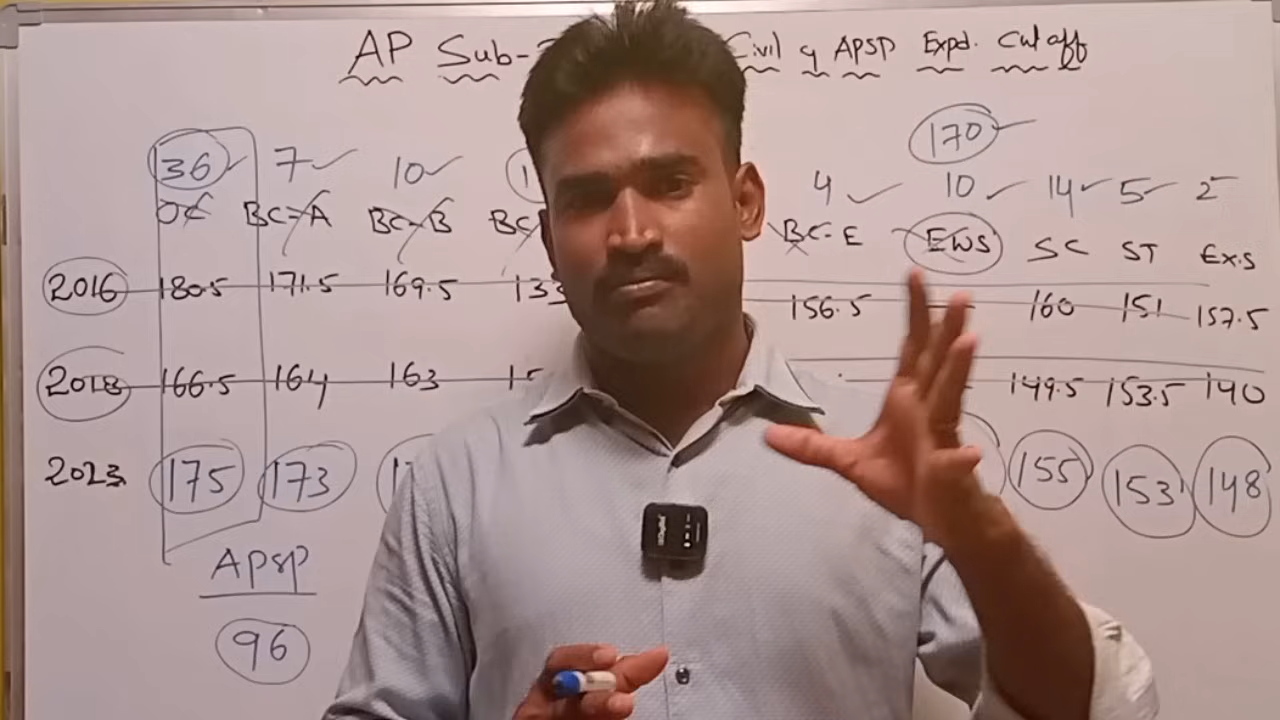 AP Sub- Civil & APSP Expd. Cut off
170
36 7 10 4 10 14 5 2
OC BC-A BC-B BC BC-E EWS SC ST Ex.S
2016 180.5 171.5 169.5 133 156.5 — 160 151 157.5
2018 166.5 164 163 15 149.5 153.5 140
2023 175 173 155 153 148
APSP
96